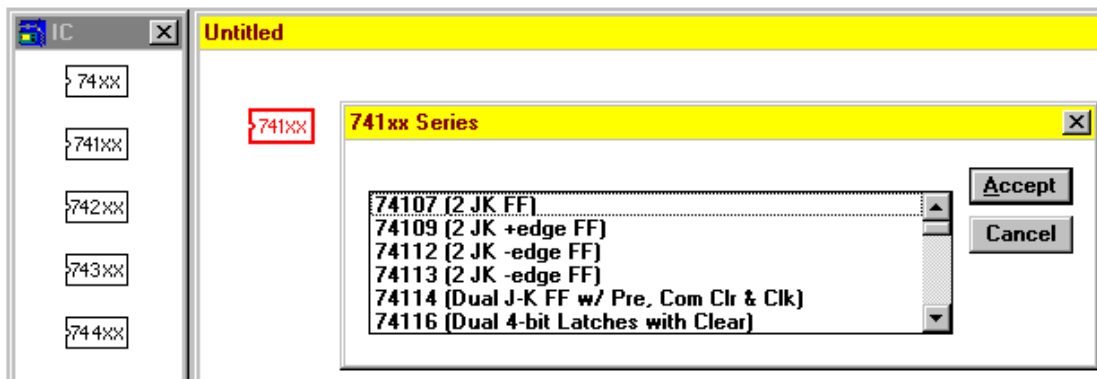 IC
74xx
741xx
742xx
743xx
744xx
Untitled
741xx
741xx Series
74107 (2 JK FF)
74109 (2 JK +edge FF)
74112 (2 JK -edge FF)
74113 (2 JK -edge FF)
74114 (Dual J-K FF w/ Pre, Com Clr & Clk)
74116 (Dual 4-bit Latches with Clear)
Accept
Cancel